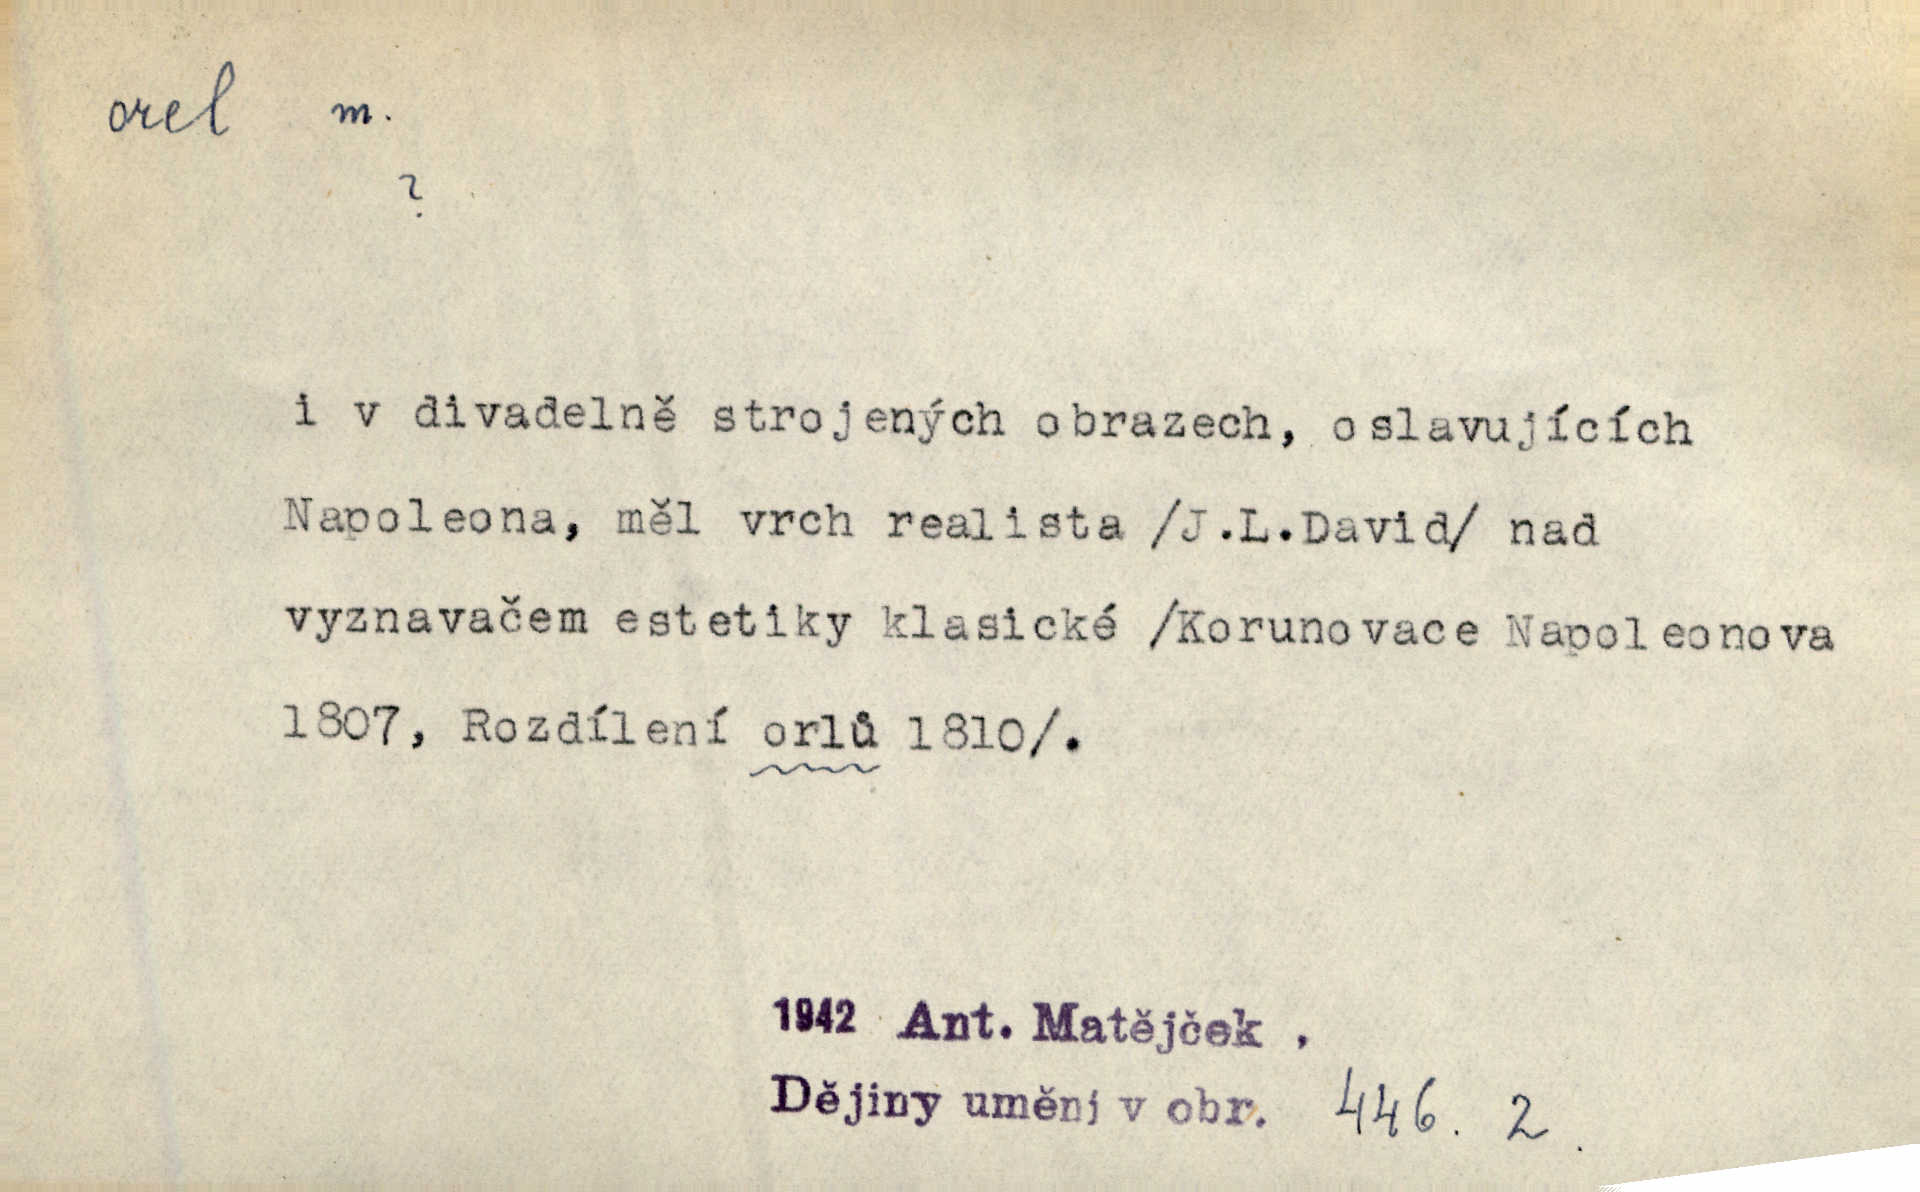 orel m.
?
i v divadelně strojených obrazech, oslavujících
Napoleona, měl vrch realista /J.L.David/ nad
vyznavačem estetiky klasické /Korunovace Napoleonova
1807, Rozdílení orlů 1810/.
1942 Ant. Matějček ,
Dějiny umění v obr. 446. 2.